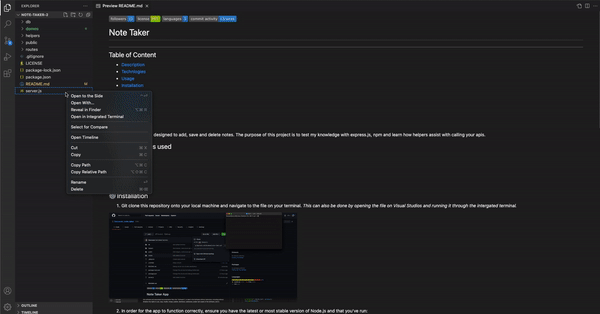 EXPLORER
Preview README.md
NOTE-TAKER-2
db
demos
helpers
public
routes
.gitignore
LICENSE
package-lock.json
package.json
README.md M
server.js
Open to the Side
Open With...
Reveal in Finder
Open in Integrated Terminal
Select for Compare
Open Timeline
Cut
Copy
Copy Path
Copy Relative Path
Rename
Delete
OUTLINE
TIMELINE
followers license languages 3 commit activity
Note Taker
Table of Content
Description
Technologies
Usage
Installation
designed to add, save and delete notes. The purpose of this project is to test my knowledge with express.js, npm and learn how helpers assist with calling your apis.
s used
Installation
1. Git clone this repository onto your local machine and navigate to the file on your terminal. This can also be done by opening the file on Visual Studios and running it through the intergated terminal.
Note Taker App
2. In order for the app to function correctly, ensure you have the latest or most stable version of Node.js and that you've run: